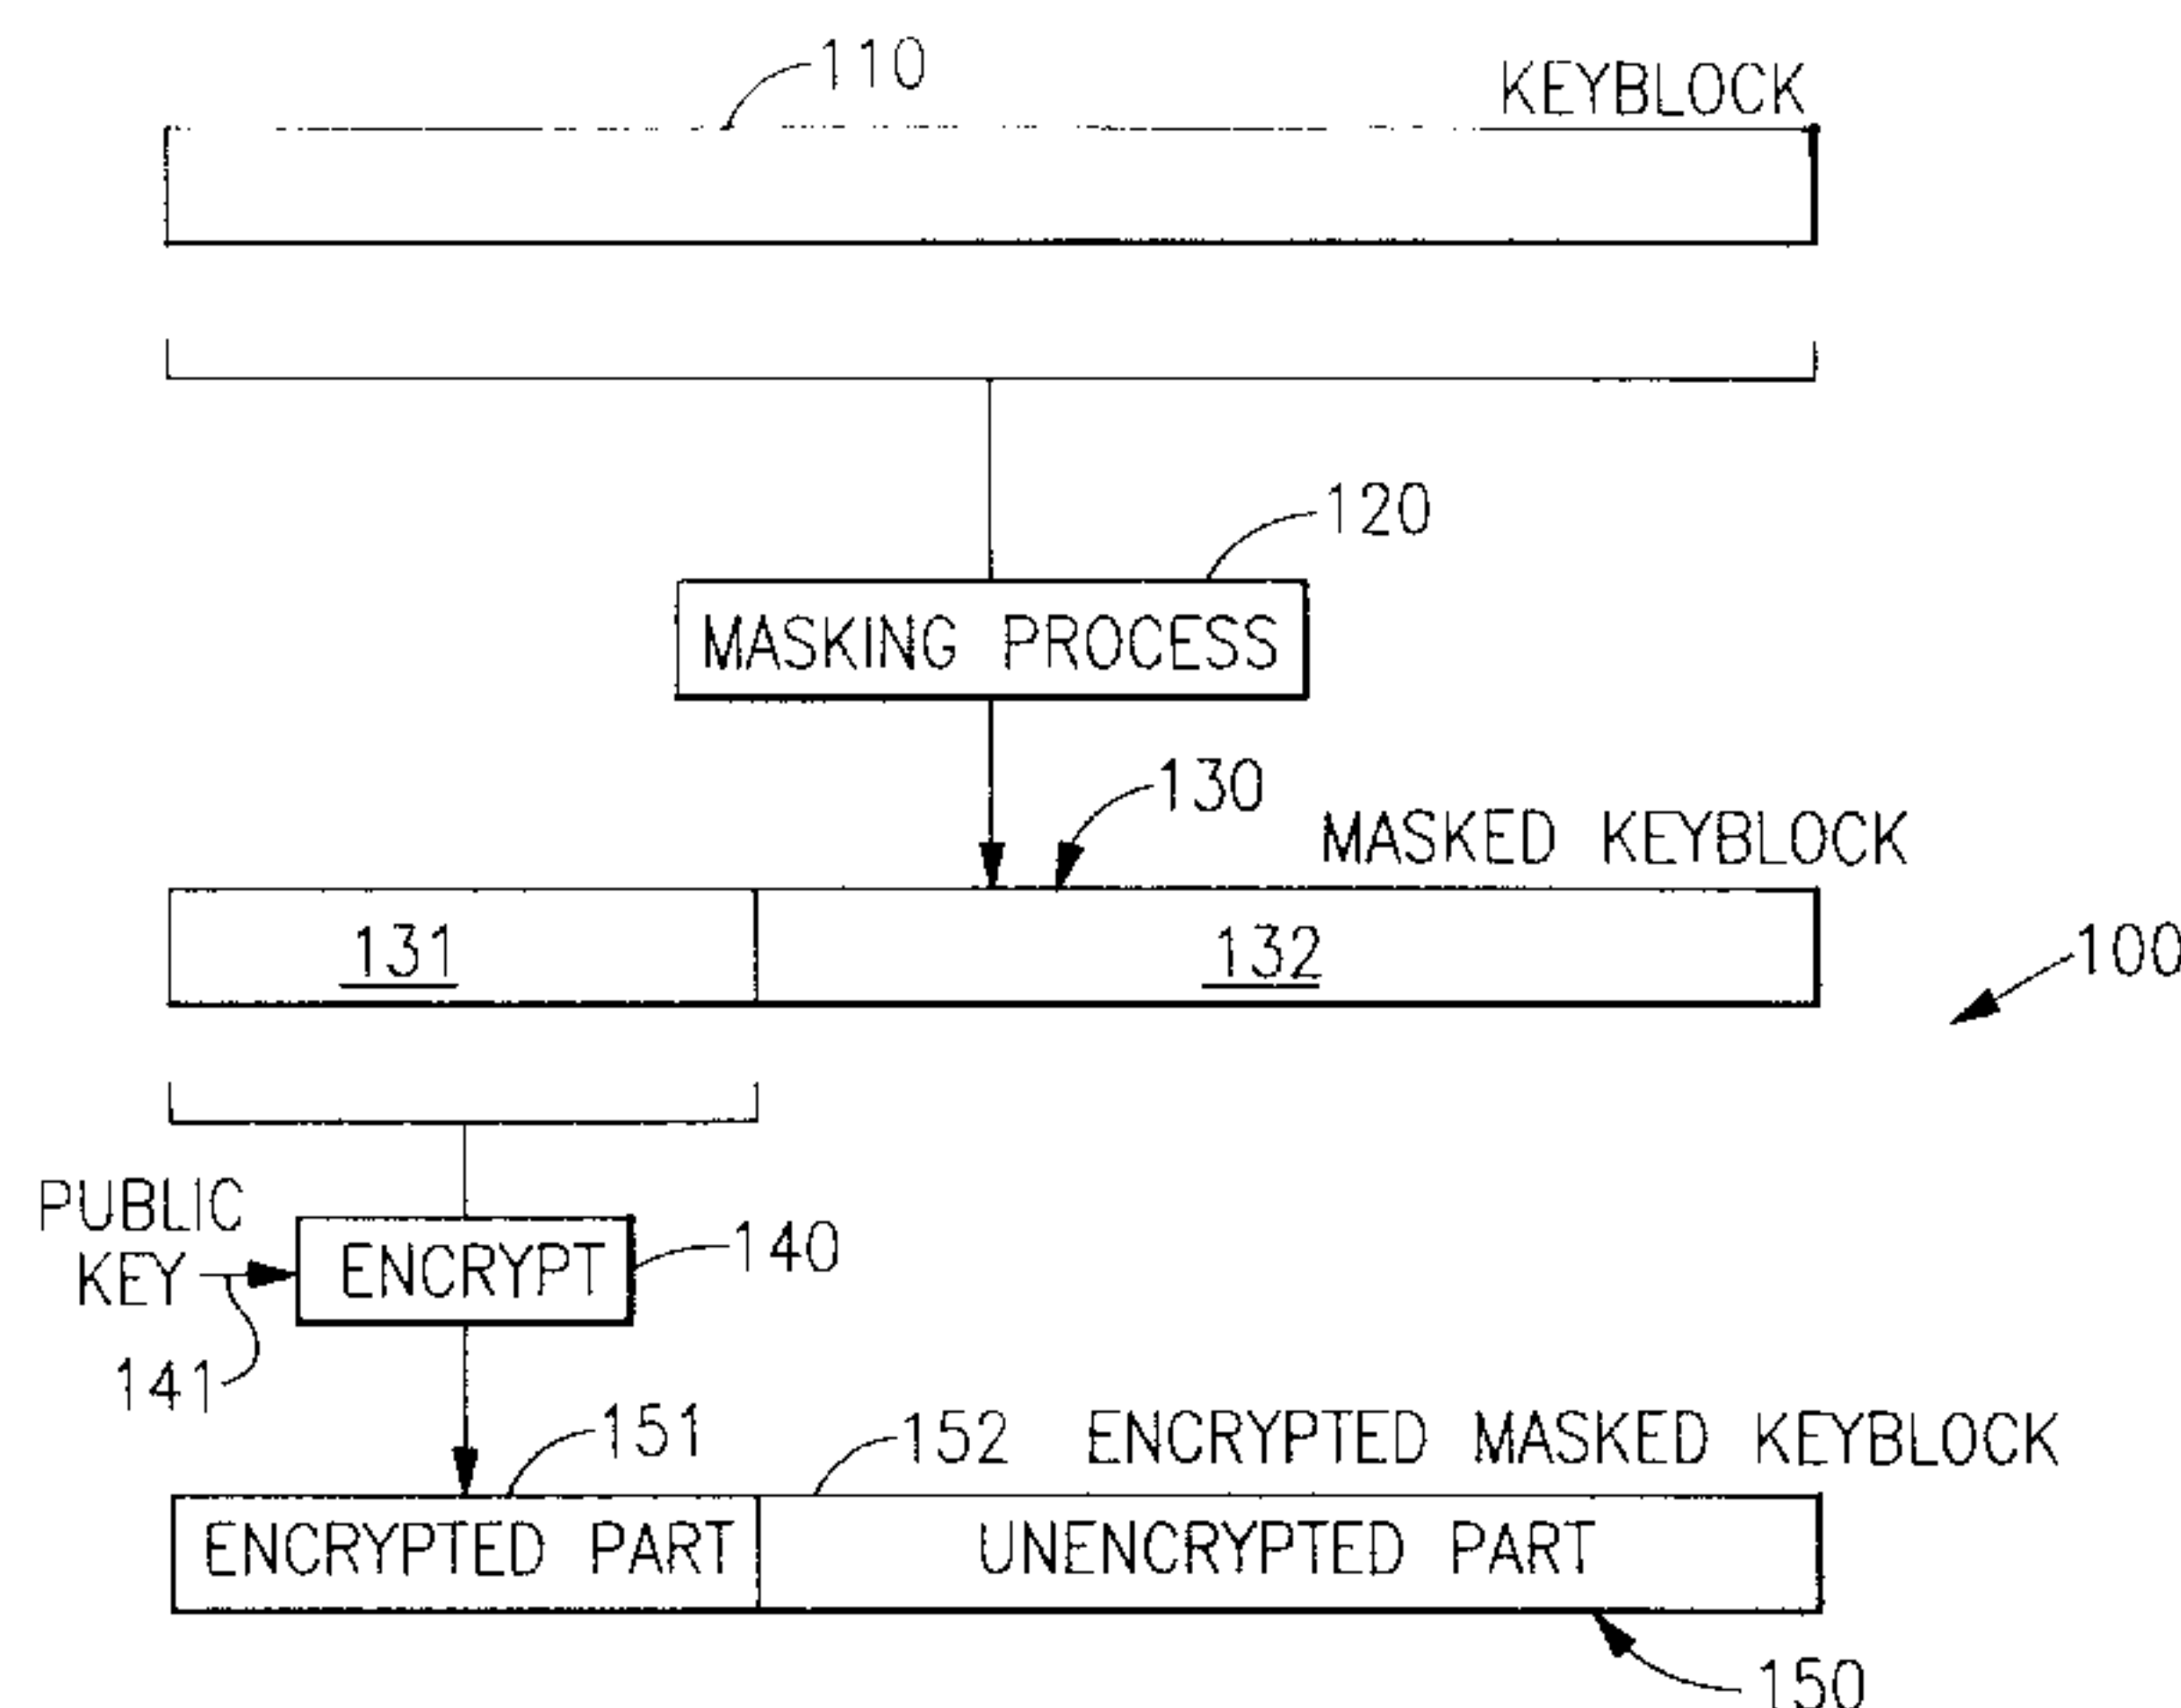 110
KEYBLOCK
120
MASKING PROCESS
130
MASKED KEYBLOCK
131
132
100
PUBLIC
KEY
ENCRYPT
140
141
151
152
ENCRYPTED MASKED KEYBLOCK
ENCRYPTED PART
UNENCRYPTED PART
150